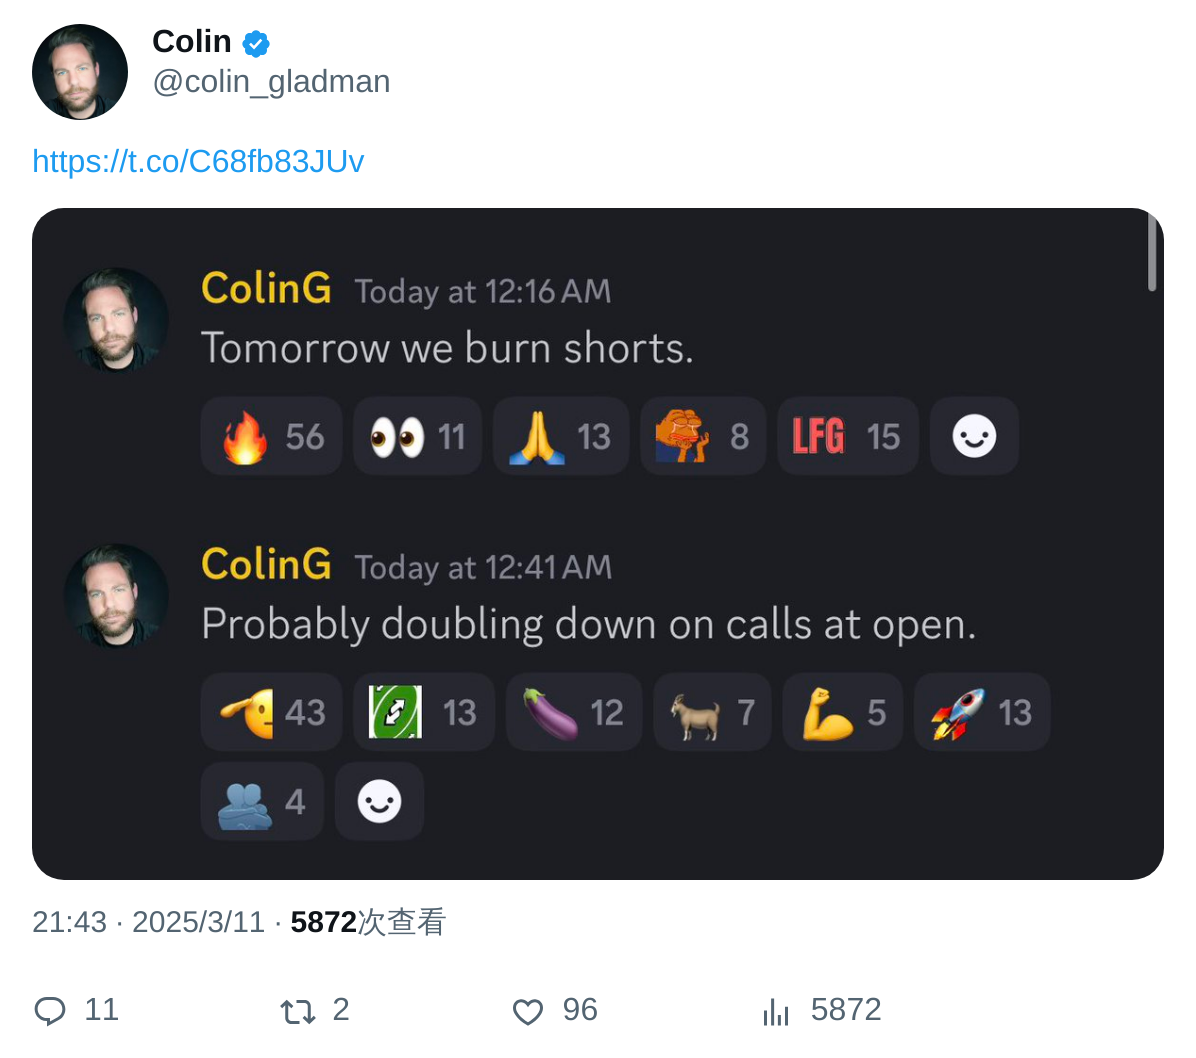 Colin
@colin_gladman
https://t.co/C68fb83JUv
ColinG Today at 12:16 AM
Tomorrow we burn shorts.
56 11 13 8 LFG 15
ColinG Today at 12:41 AM
Probably doubling down on calls at open.
43 13 12 7 5 13
4
21:43 · 2025/3/11 · 5872次查看
11 2 96 5872